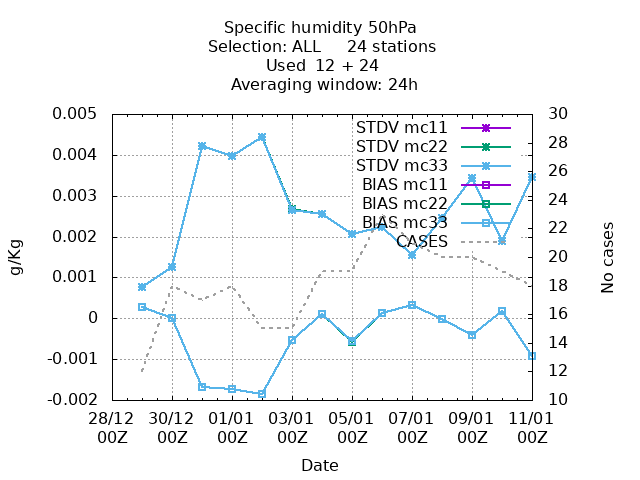 Specific humidity 50hPa
Selection: ALL 24 stations
Used 12 + 24
Averaging window: 24h
0.005
0.004
0.003
0.002
0.001
0
-0.001
-0.002
g/Kg
30
28
26
24
22
20
18
16
14
12
10
No cases
STDV mc11
STDV mc22
STDV mc33
BIAS mc11
BIAS mc22
BIAS mc33
CASES
28/12 30/12 01/01 03/01 05/01 07/01 09/01 11/01
00Z 00Z 00Z 00Z 00Z 00Z 00Z 00Z
Date